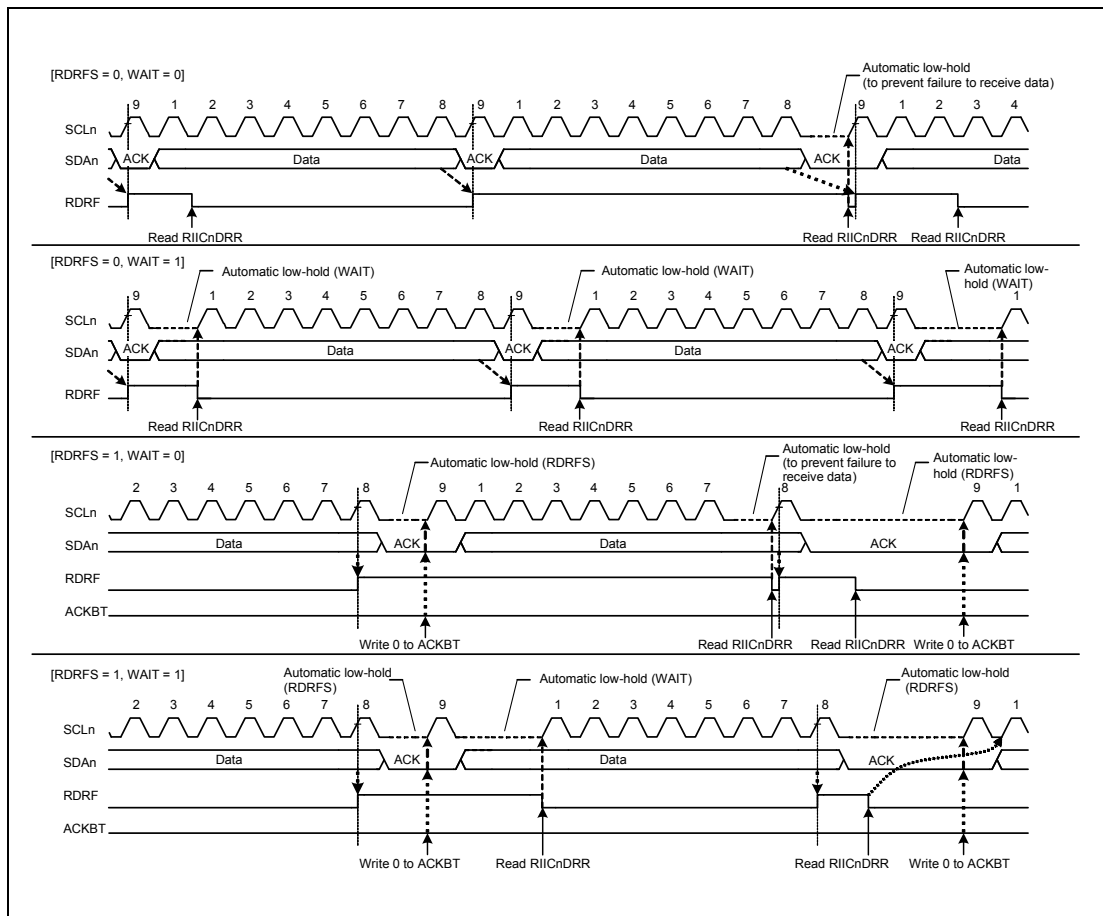 [RDRFS = 0, WAIT = 0]
Automatic low-hold
(to prevent failure to receive data)
9 1 2 3 4 5 6 7 8 9 1 2 3 4 5 6 7 8 9 1 2 3 4
SCLn
SDAn ACK Data ACK Data ACK Data
RDRF
Read RIICnDRR Read RIICnDRR Read RIICnDRR
[RDRFS = 0, WAIT = 1]
Automatic low-hold (WAIT) Automatic low-hold (WAIT) Automatic low-
hold (WAIT)
9 1 2 3 4 5 6 7 8 9 1 2 3 4 5 6 7 8 9 1
SCLn
SDAn ACK Data ACK Data ACK
RDRF
Read RIICnDRR Read RIICnDRR Read RIICnDRR
[RDRFS = 1, WAIT = 0]
Automatic low-hold (RDRFS) Automatic low-hold
(to prevent failure to
receive data) Automatic low-
hold (RDRFS)
2 3 4 5 6 7 8 9 1 2 3 4 5 6 7 8 9 1
SCLn
SDAn Data ACK Data ACK
RDRF
ACKBT
Write 0 to ACKBT Read RIICnDRR Read RIICnDRR Write 0 to ACKBT
[RDRFS = 1, WAIT = 1]
Automatic low-hold
(RDRFS) Automatic low-hold (WAIT) Automatic low-hold
(RDRFS)
2 3 4 5 6 7 8 9 1 2 3 4 5 6 7 8 9 1
SCLn
SDAn Data ACK Data ACK
RDRF
ACKBT
Write 0 to ACKBT Read RIICnDRR Read RIICnDRR Write 0 to ACKBT